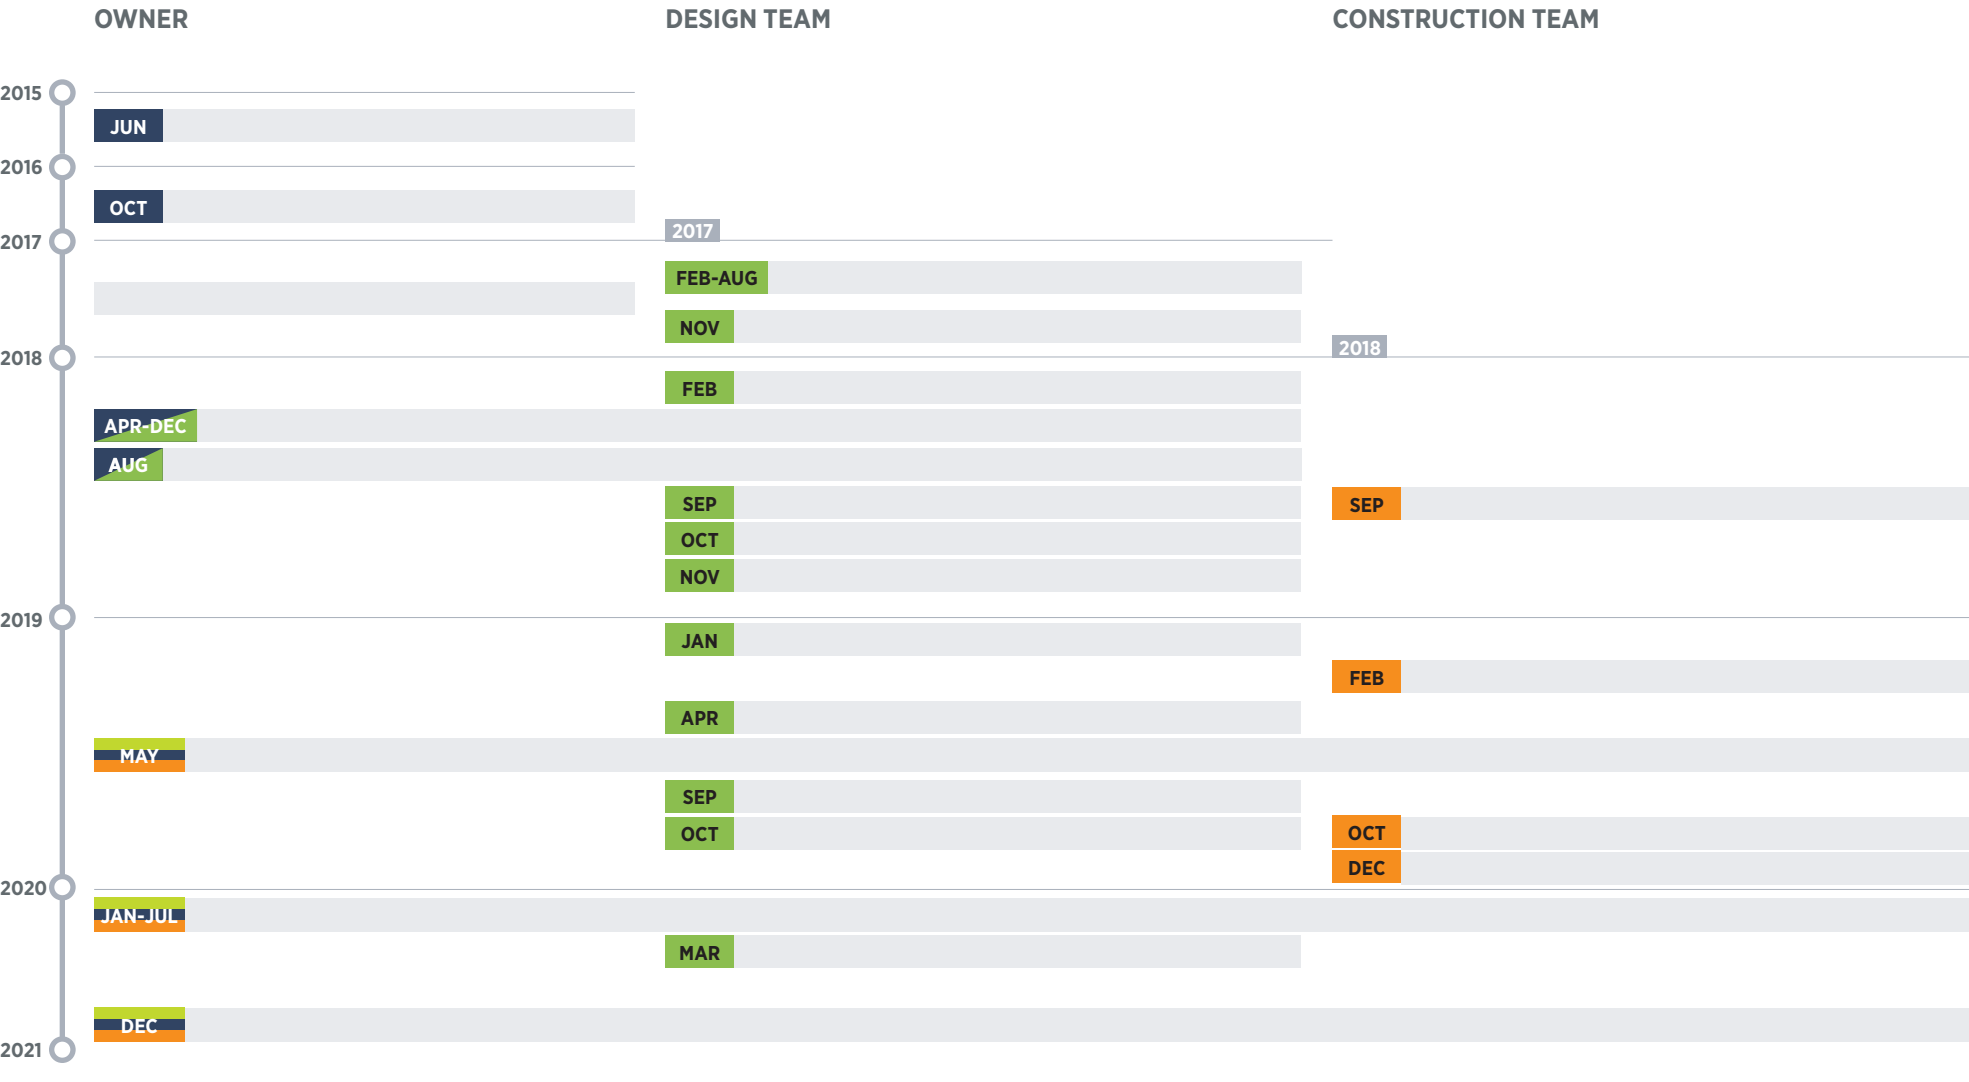 OWNER
DESIGN TEAM
CONSTRUCTION TEAM
2015
JUN
2016
OCT
2017
2017
FEB-AUG
NOV
2018
2018
FEB
APR-DEC
AUG
SEP
SEP
OCT
NOV
2019
JAN
FEB
APR
MAY
SEP
OCT
OCT
DEC
2020
JAN-JUL
MAR
DEC
2021